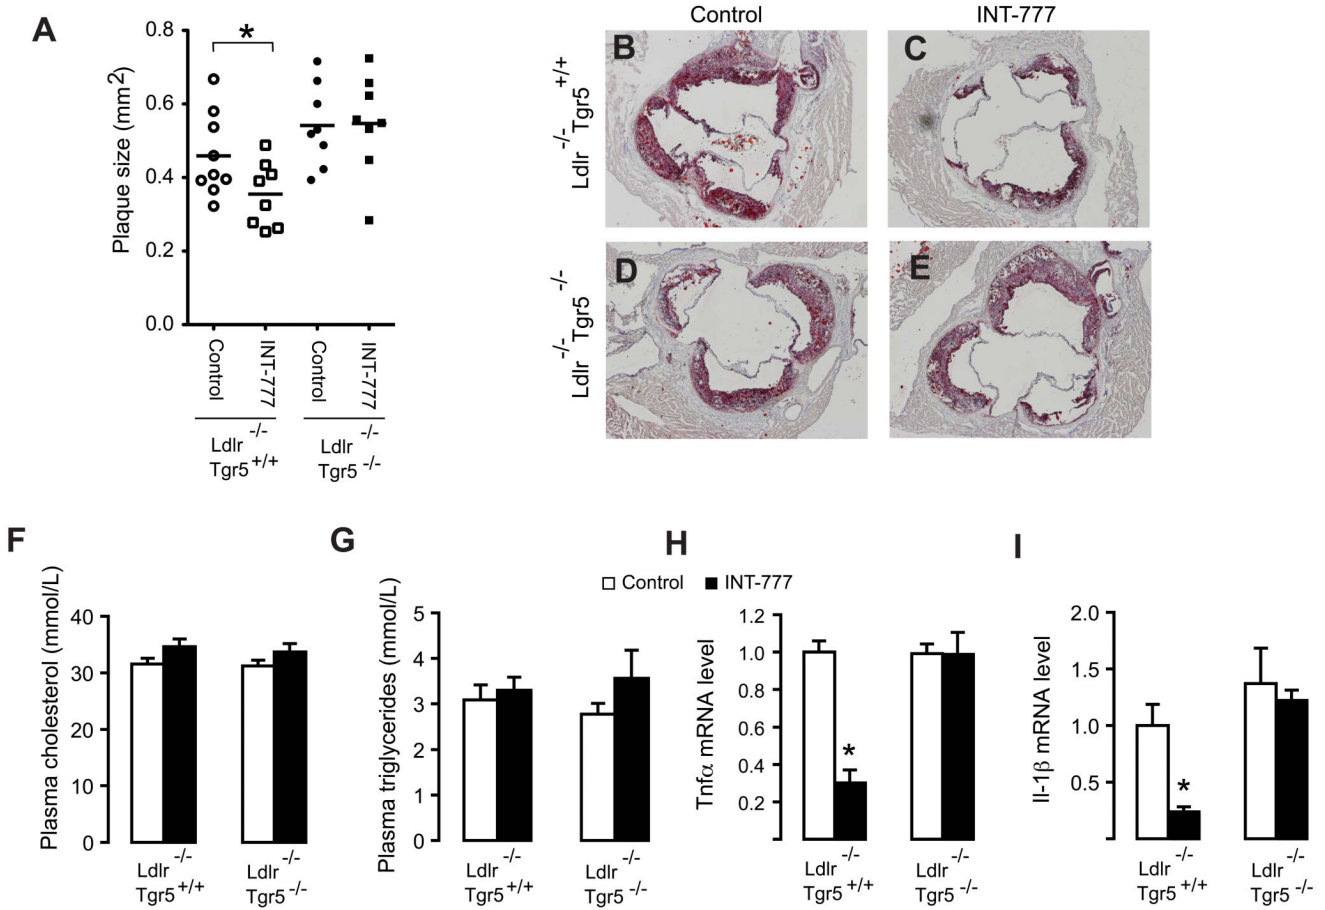 A
Plaque size (mm2)
0.8
0.6
0.4
0.2
0.0
*
Control
INT-777
Control
INT-777
Ldlr -/-
Tgr5 +/+
Ldlr -/-
Tgr5 -/-
Control
INT-777
Ldlr -/- Tgr5 +/+
B
C
Ldlr -/- Tgr5 -/-
D
E
F
Plasma cholesterol (mmol/L)
40
30
20
10
0
Ldlr -/-
Tgr5 +/+
Ldlr -/-
Tgr5 -/-
G
Plasma triglycerides (mmol/L)
5
4
3
2
1
0
Ldlr -/-
Tgr5 +/+
Ldlr -/-
Tgr5 -/-
Control
INT-777
H
Tnfα mRNA level
1.2
1.0
0.8
0.6
0.4
0.2
*
Ldlr -/-
Tgr5 +/+
Ldlr -/-
Tgr5 -/-
I
Il-1β mRNA level
2.0
1.5
1.0
0.5
*
Ldlr -/-
Tgr5 +/+
Ldlr -/-
Tgr5 -/-